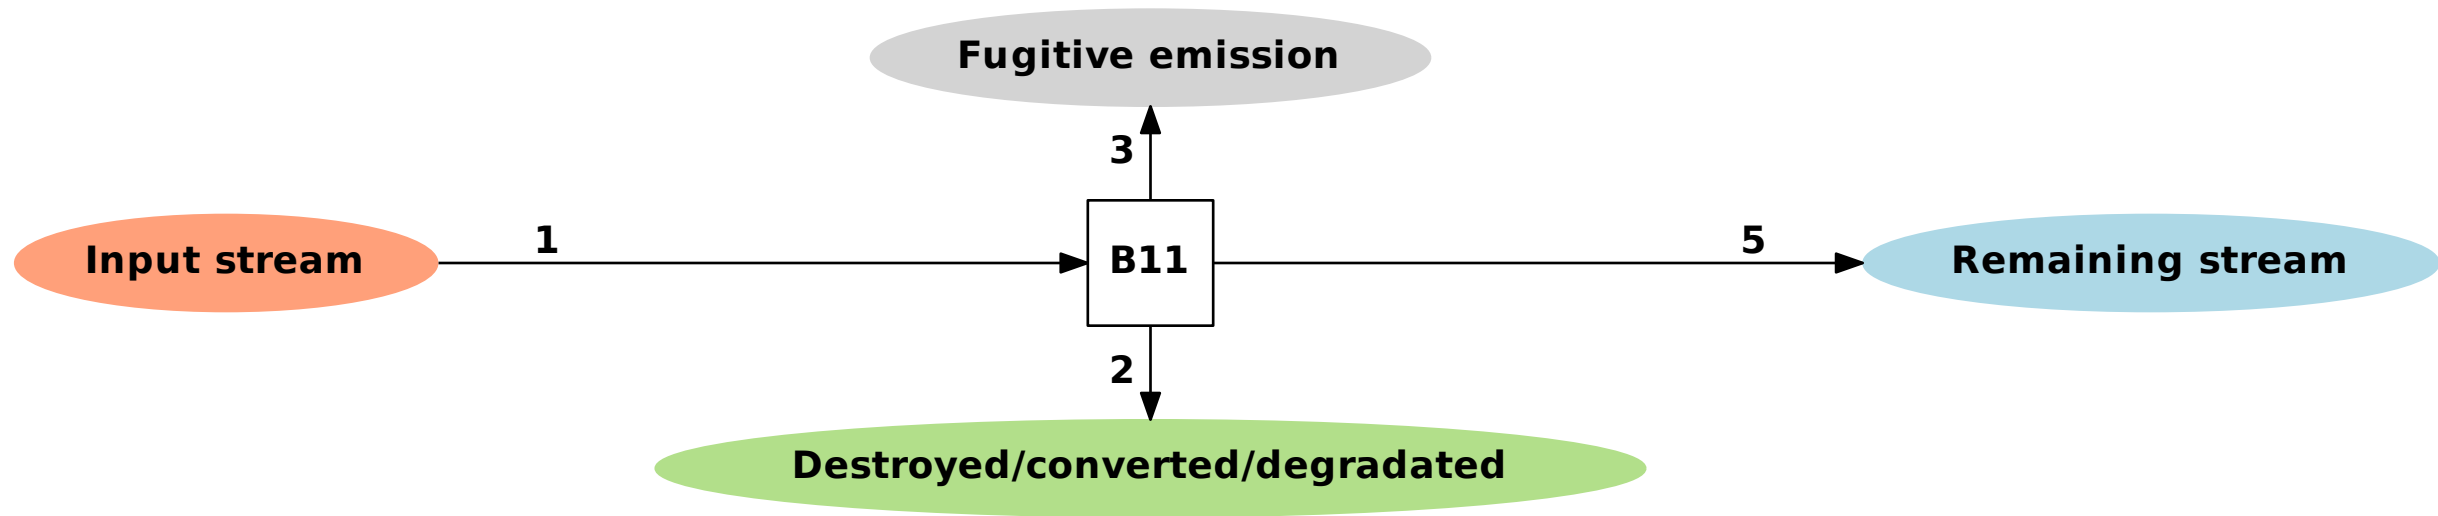 Fugitive emission
3
Input stream
1
B11
5
Remaining stream
2
Destroyed/converted/degradated